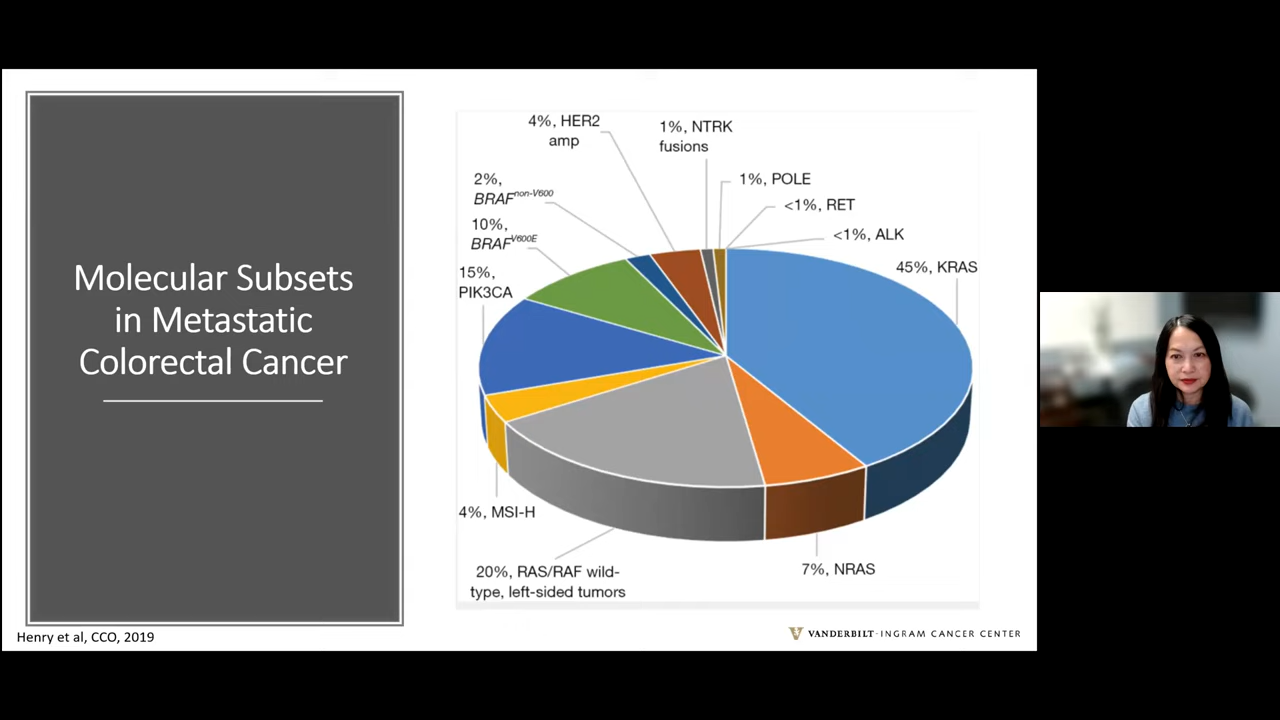 Molecular Subsets
in Metastatic
Colorectal Cancer
4%, HER2
amp
1%, NTRK
fusions
2%,
BRAFnon-V600
1%, POLE
<1%, RET
10%,
BRAFV600E
<1%, ALK
15%,
PIK3CA
45%, KRAS
4%, MSI-H
20%, RAS/RAF wild-
type, left-sided tumors
7%, NRAS
Henry et al, CCO, 2019
VANDERBILT-INGRAM CANCER CENTER